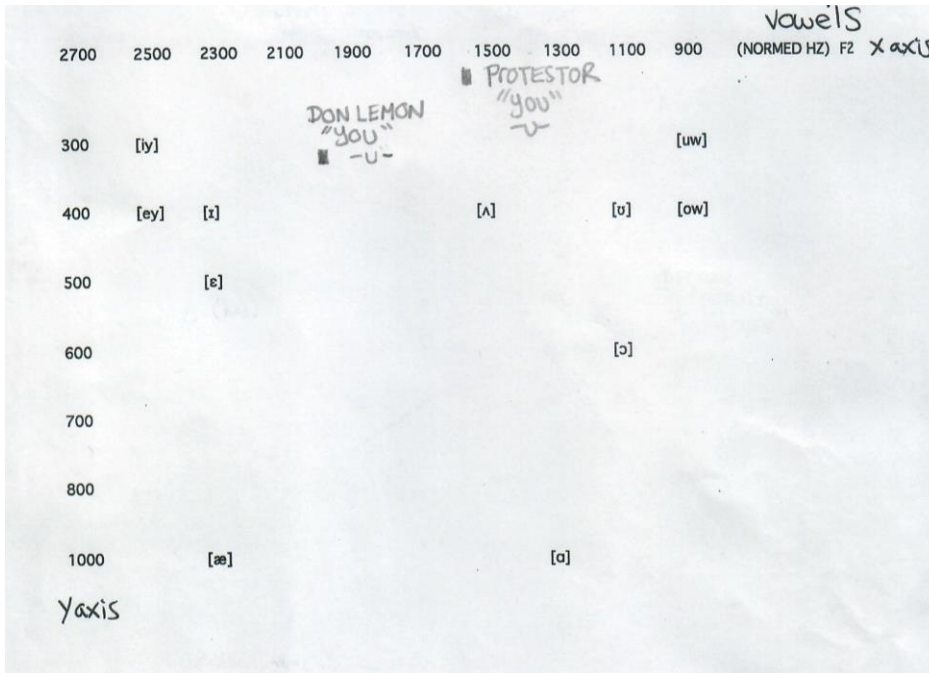 vowels
2700 2500 2300 2100 1900 1700 1500 1300 1100 900 (NORMED HZ) F2 X axis
PROTESTOR
"you"
-U-
DON LEMON
"YOU"
-U-
300 [iy] [uw]
400 [ey] [ɪ] [ʌ] [ʊ] [ow]
500 [ɛ]
600 [ɔ]
700
800
1000 [æ] [ɑ]
Yaxis